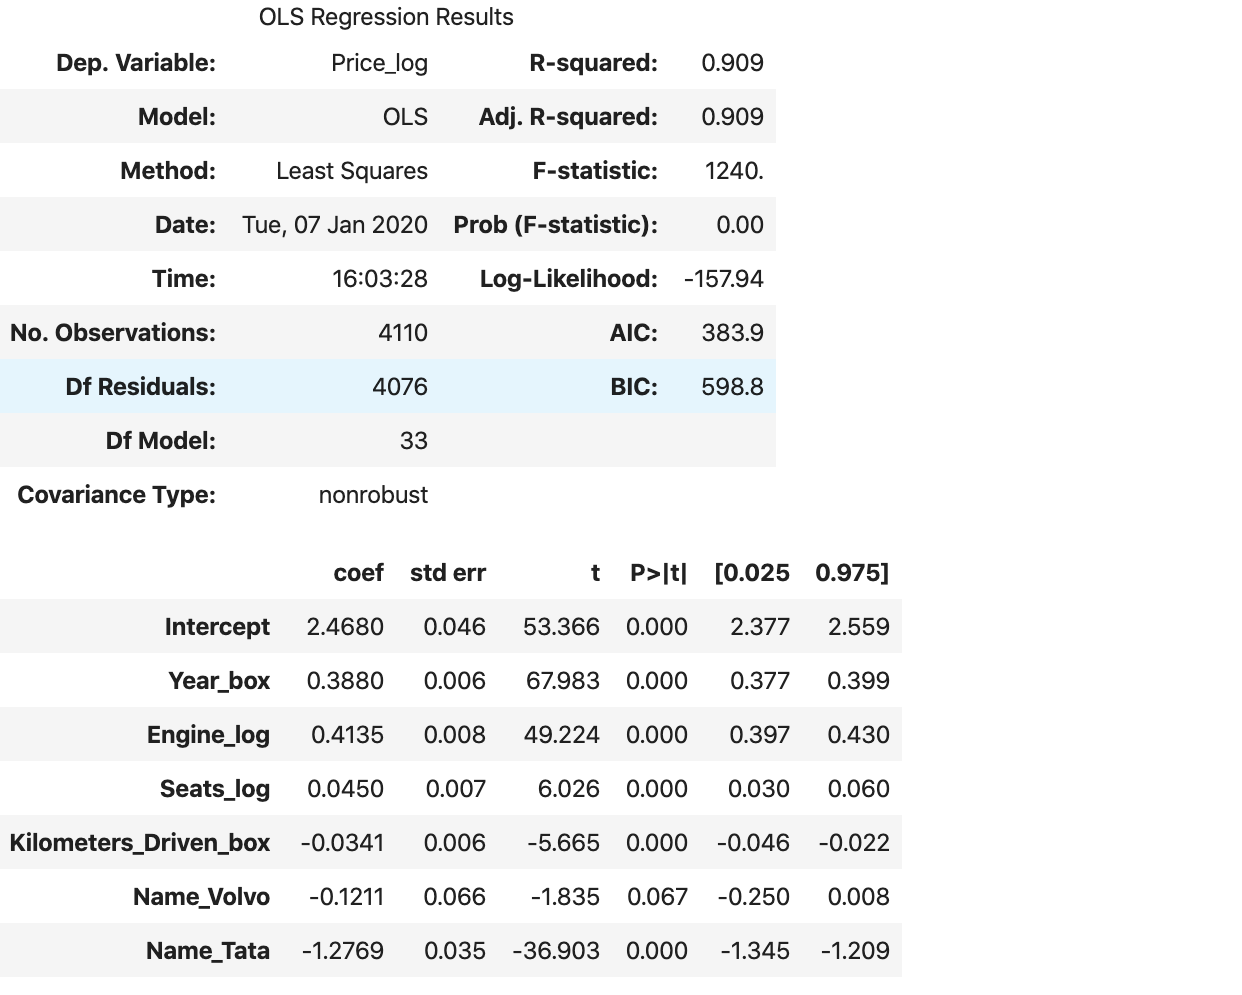 OLS Regression Results
Dep. Variable: Price_log R-squared: 0.909
Model: OLS Adj. R-squared: 0.909
Method: Least Squares F-statistic: 1240.
Date: Tue, 07 Jan 2020 Prob (F-statistic): 0.00
Time: 16:03:28 Log-Likelihood: -157.94
No. Observations: 4110 AIC: 383.9
Df Residuals: 4076 BIC: 598.8
Df Model: 33
Covariance Type: nonrobust
coef std err t P>|t| [0.025 0.975]
Intercept 2.4680 0.046 53.366 0.000 2.377 2.559
Year_box 0.3880 0.006 67.983 0.000 0.377 0.399
Engine_log 0.4135 0.008 49.224 0.000 0.397 0.430
Seats_log 0.0450 0.007 6.026 0.000 0.030 0.060
Kilometers_Driven_box -0.0341 0.006 -5.665 0.000 -0.046 -0.022
Name_Volvo -0.1211 0.066 -1.835 0.067 -0.250 0.008
Name_Tata -1.2769 0.035 -36.903 0.000 -1.345 -1.209